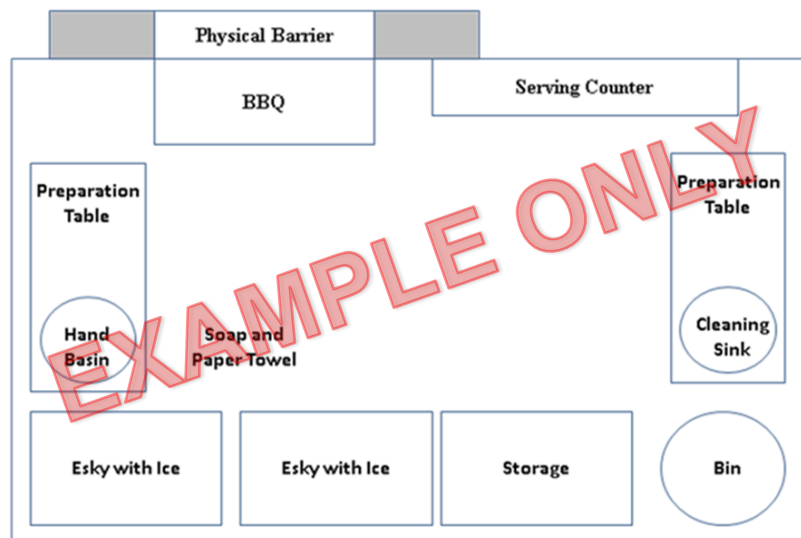 Physical Barrier
BBQ
Serving Counter
Preparation
Table
Preparation
Table
Hand
Basin
Soap and
Paper Towel
Cleaning
Sink
EXAMPLE ONLY
Esky with Ice
Esky with Ice
Storage
Bin